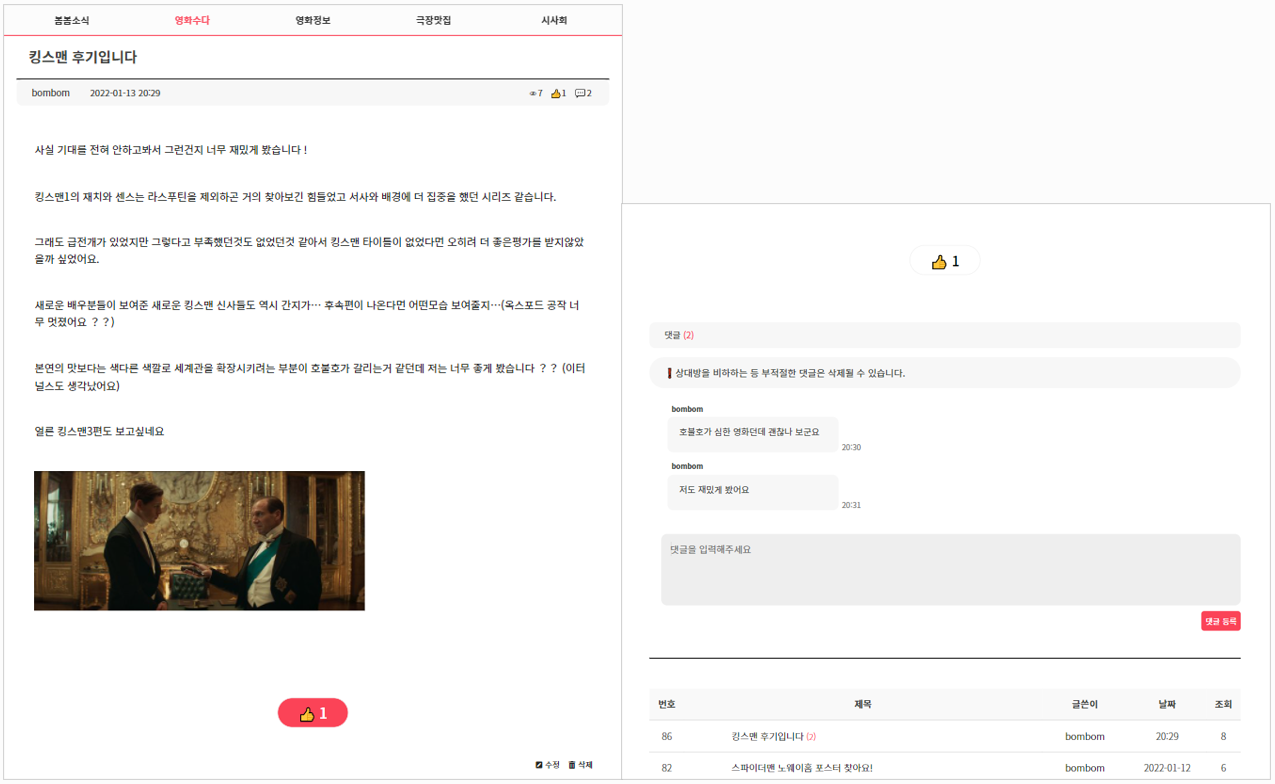 봄봄소식 영화수다 영화정보 극장맛집 시사회
킹스맨 후기입니다
bombom 2022-01-13 20:29 7 1 2
사실 기대를 전혀 안하고봐서 그런건지 너무 재밌게 봤습니다 !
킹스맨1의 재치와 센스는 라스푸틴을 제외하곤 거의 찾아보긴 힘들었고 서사와 배경에 더 집중을 했던 시리즈 같습니다.
그래도 급전개가 있었지만 그렇다고 부족했던것도 없었던것 같아서 킹스맨 타이틀이 없었다면 오히려 더 좋은평가를 받지않았
을까 싶었어요.
새로운 배우분들이 보여준 새로운 킹스맨 신사들도 역시 간지가… 후속편이 나온다면 어떤모습 보여줄지…(옥스포드 공작 너
무 멋졌어요 ？？)
본연의 맛보다는 색다른 색깔로 세계관을 확장시키려는 부분이 호불호가 갈리는거 같던데 저는 너무 좋게 봤습니다 ？？ (이터
널스도 생각났어요)
얼른 킹스맨3편도 보고싶네요
1
수정 삭제
1
댓글 (2)
상대방을 비하하는 등 부적절한 댓글은 삭제될 수 있습니다.
bombom
호불호가 심한 영화던데 괜찮나 보군요
20:30
bombom
저도 재밌게 봤어요
20:31
댓글을 입력해주세요
댓글 등록
번호 제목 글쓴이 날짜 조회
86 킹스맨 후기입니다 (2) bombom 20:29 8
82 스파이더맨 노웨이홈 포스터 찾아요! bombom 2022-01-12 6